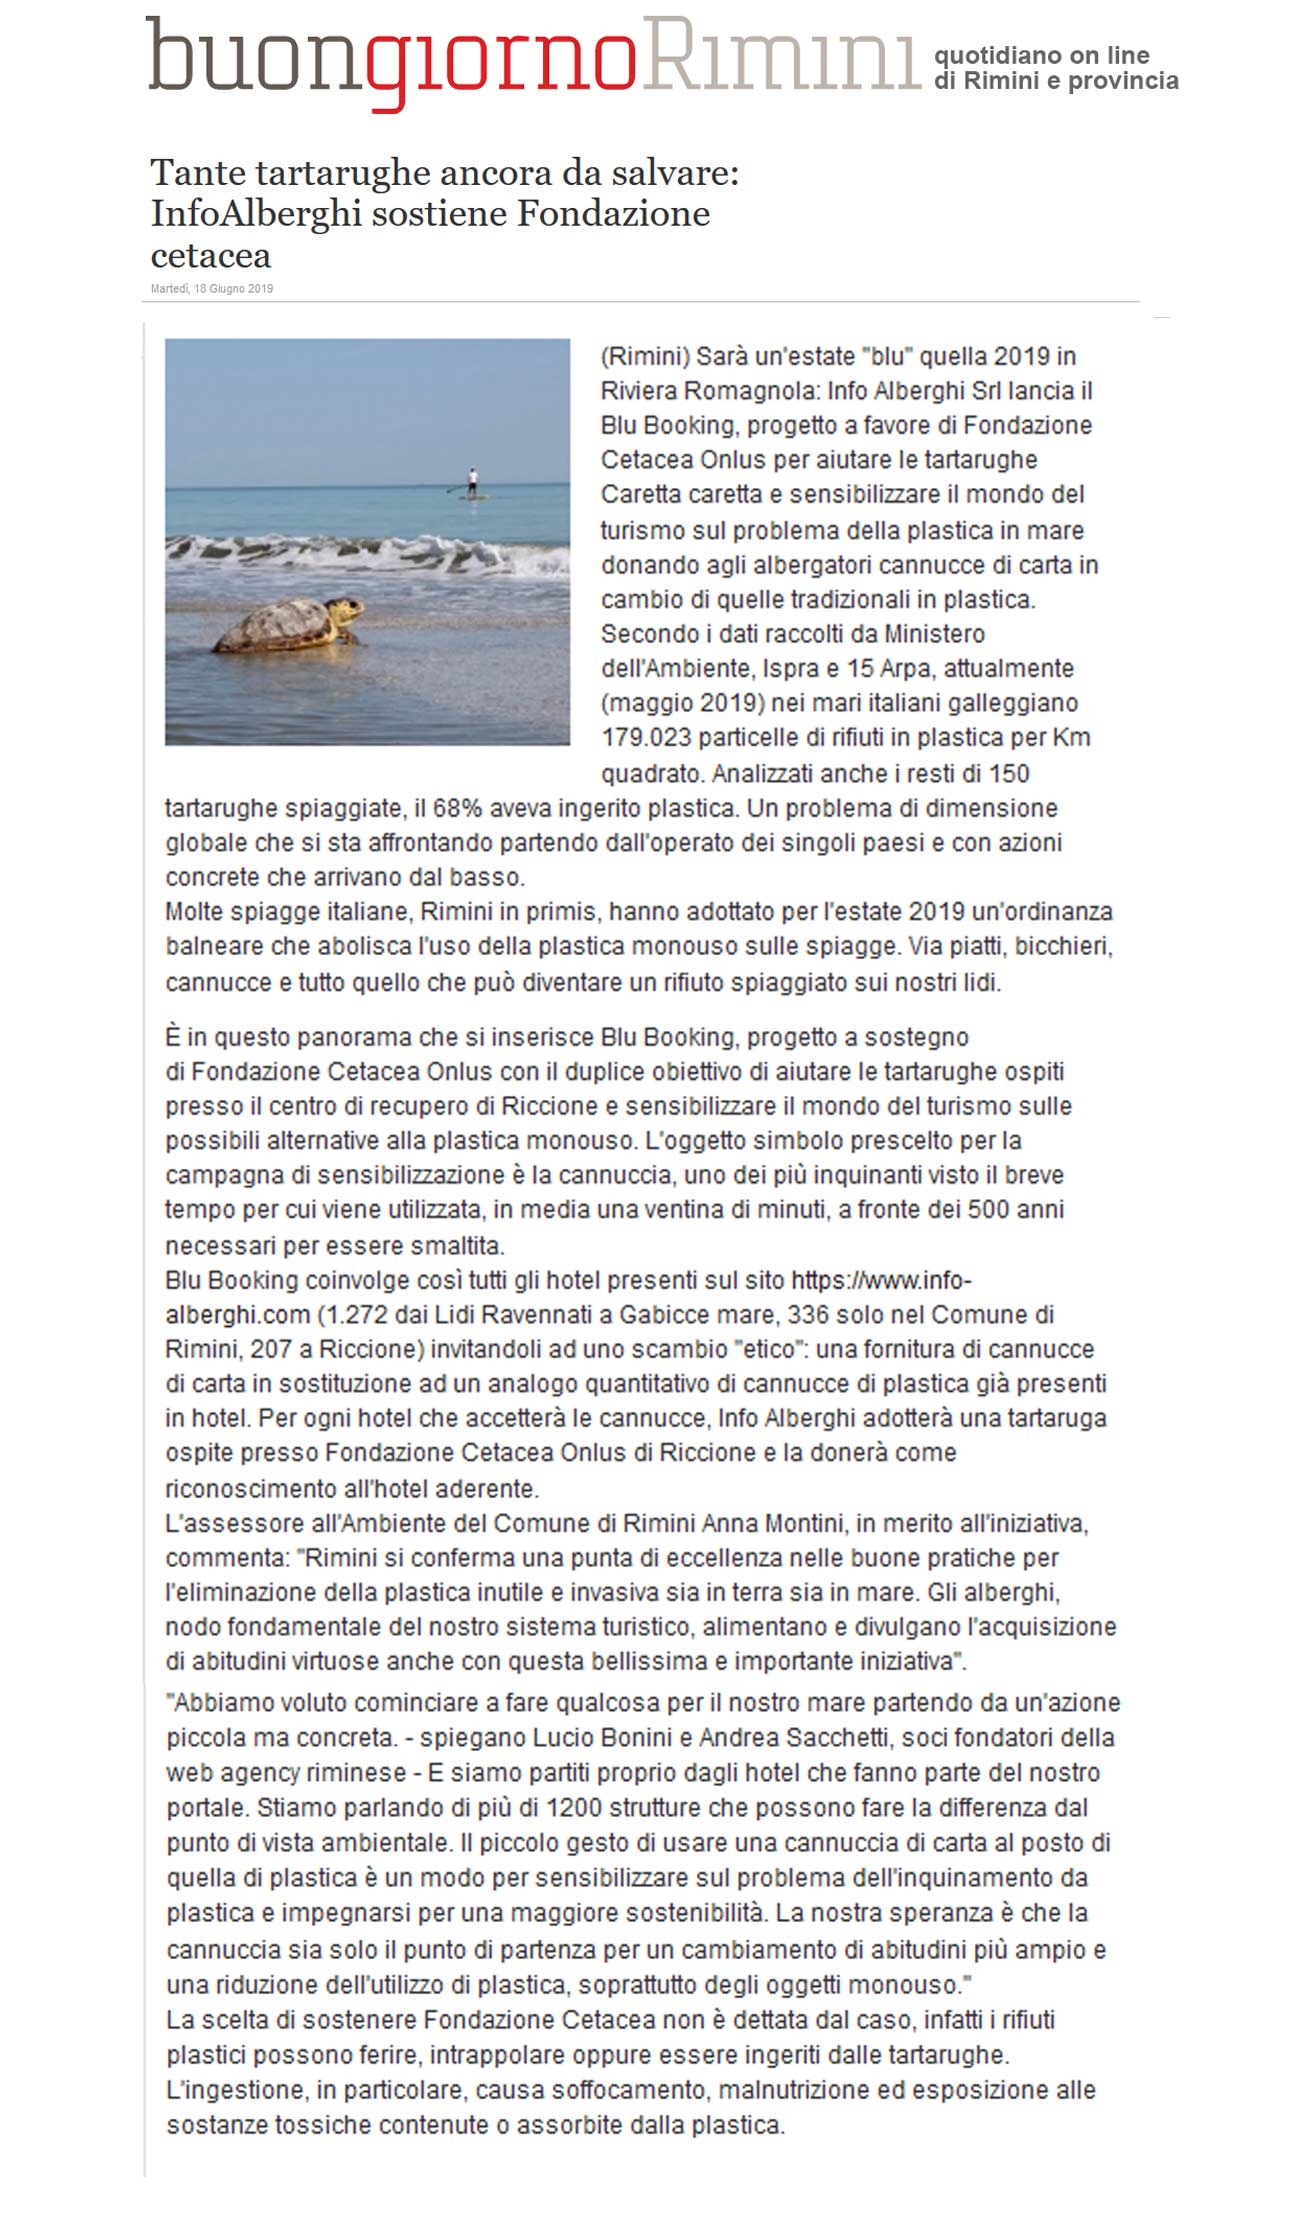 buongiornoRimini
quotidiano on line
di Rimini e provincia
Tante tartarughe ancora da salvare:
InfoAlberghi sostiene Fondazione
cetacea
Martedì, 18 Giugno 2019
(Rimini) Sarà un'estate "blu" quella 2019 in
Riviera Romagnola: Info Alberghi Srl lancia il
Blu Booking, progetto a favore di Fondazione
Cetacea Onlus per aiutare le tartarughe
Caretta caretta e sensibilizzare il mondo del
turismo sul problema della plastica in mare
donando agli albergatori cannucce di carta in
cambio di quelle tradizionali in plastica.
Secondo i dati raccolti da Ministero
dell'Ambiente, Ispra e 15 Arpa, attualmente
(maggio 2019) nei mari italiani galleggiano
179.023 particelle di rifiuti in plastica per Km
quadrato. Analizzati anche i resti di 150
tartarughe spiaggiate, il 68% aveva ingerito plastica. Un problema di dimensione
globale che si sta affrontando partendo dall'operato dei singoli paesi e con azioni
concrete che arrivano dal basso.
Molte spiagge italiane, Rimini in primis, hanno adottato per l'estate 2019 un'ordinanza
balneare che abolisca l'uso della plastica monouso sulle spiagge. Via piatti, bicchieri,
cannucce e tutto quello che può diventare un rifiuto spiaggiato sui nostri lidi.
È in questo panorama che si inserisce Blu Booking, progetto a sostegno
di Fondazione Cetacea Onlus con il duplice obiettivo di aiutare le tartarughe ospiti
presso il centro di recupero di Riccione e sensibilizzare il mondo del turismo sulle
possibili alternative alla plastica monouso. L'oggetto simbolo prescelto per la
campagna di sensibilizzazione è la cannuccia, uno dei più inquinanti visto il breve
tempo per cui viene utilizzata, in media una ventina di minuti, a fronte dei 500 anni
necessari per essere smaltita.
Blu Booking coinvolge così tutti gli hotel presenti sul sito https://www.info-
alberghi.com (1.272 dai Lidi Ravennati a Gabicce mare, 336 solo nel Comune di
Rimini, 207 a Riccione) invitandoli ad uno scambio "etico": una fornitura di cannucce
di carta in sostituzione ad un analogo quantitativo di cannucce di plastica già presenti
in hotel. Per ogni hotel che accetterà le cannucce, Info Alberghi adotterà una tartaruga
ospite presso Fondazione Cetacea Onlus di Riccione e la donerà come
riconoscimento all'hotel aderente.
L'assessore all'Ambiente del Comune di Rimini Anna Montini, in merito all'iniziativa,
commenta: "Rimini si conferma una punta di eccellenza nelle buone pratiche per
l'eliminazione della plastica inutile e invasiva sia in terra sia in mare. Gli alberghi,
nodo fondamentale del nostro sistema turistico, alimentano e divulgano l'acquisizione
di abitudini virtuose anche con questa bellissima e importante iniziativa".
"Abbiamo voluto cominciare a fare qualcosa per il nostro mare partendo da un'azione
piccola ma concreta. - spiegano Lucio Bonini e Andrea Sacchetti, soci fondatori della
web agency riminese - E siamo partiti proprio dagli hotel che fanno parte del nostro
portale. Stiamo parlando di più di 1200 strutture che possono fare la differenza dal
punto di vista ambientale. Il piccolo gesto di usare una cannuccia di carta al posto di
quella di plastica è un modo per sensibilizzare sul problema dell'inquinamento da
plastica e impegnarsi per una maggiore sostenibilità. La nostra speranza è che la
cannuccia sia solo il punto di partenza per un cambiamento di abitudini più ampio e
una riduzione dell'utilizzo di plastica, soprattutto degli oggetti monouso."
La scelta di sostenere Fondazione Cetacea non è dettata dal caso, infatti i rifiuti
plastici possono ferire, intrappolare oppure essere ingeriti dalle tartarughe.
L'ingestione, in particolare, causa soffocamento, malnutrizione ed esposizione alle
sostanze tossiche contenute o assorbite dalla plastica.